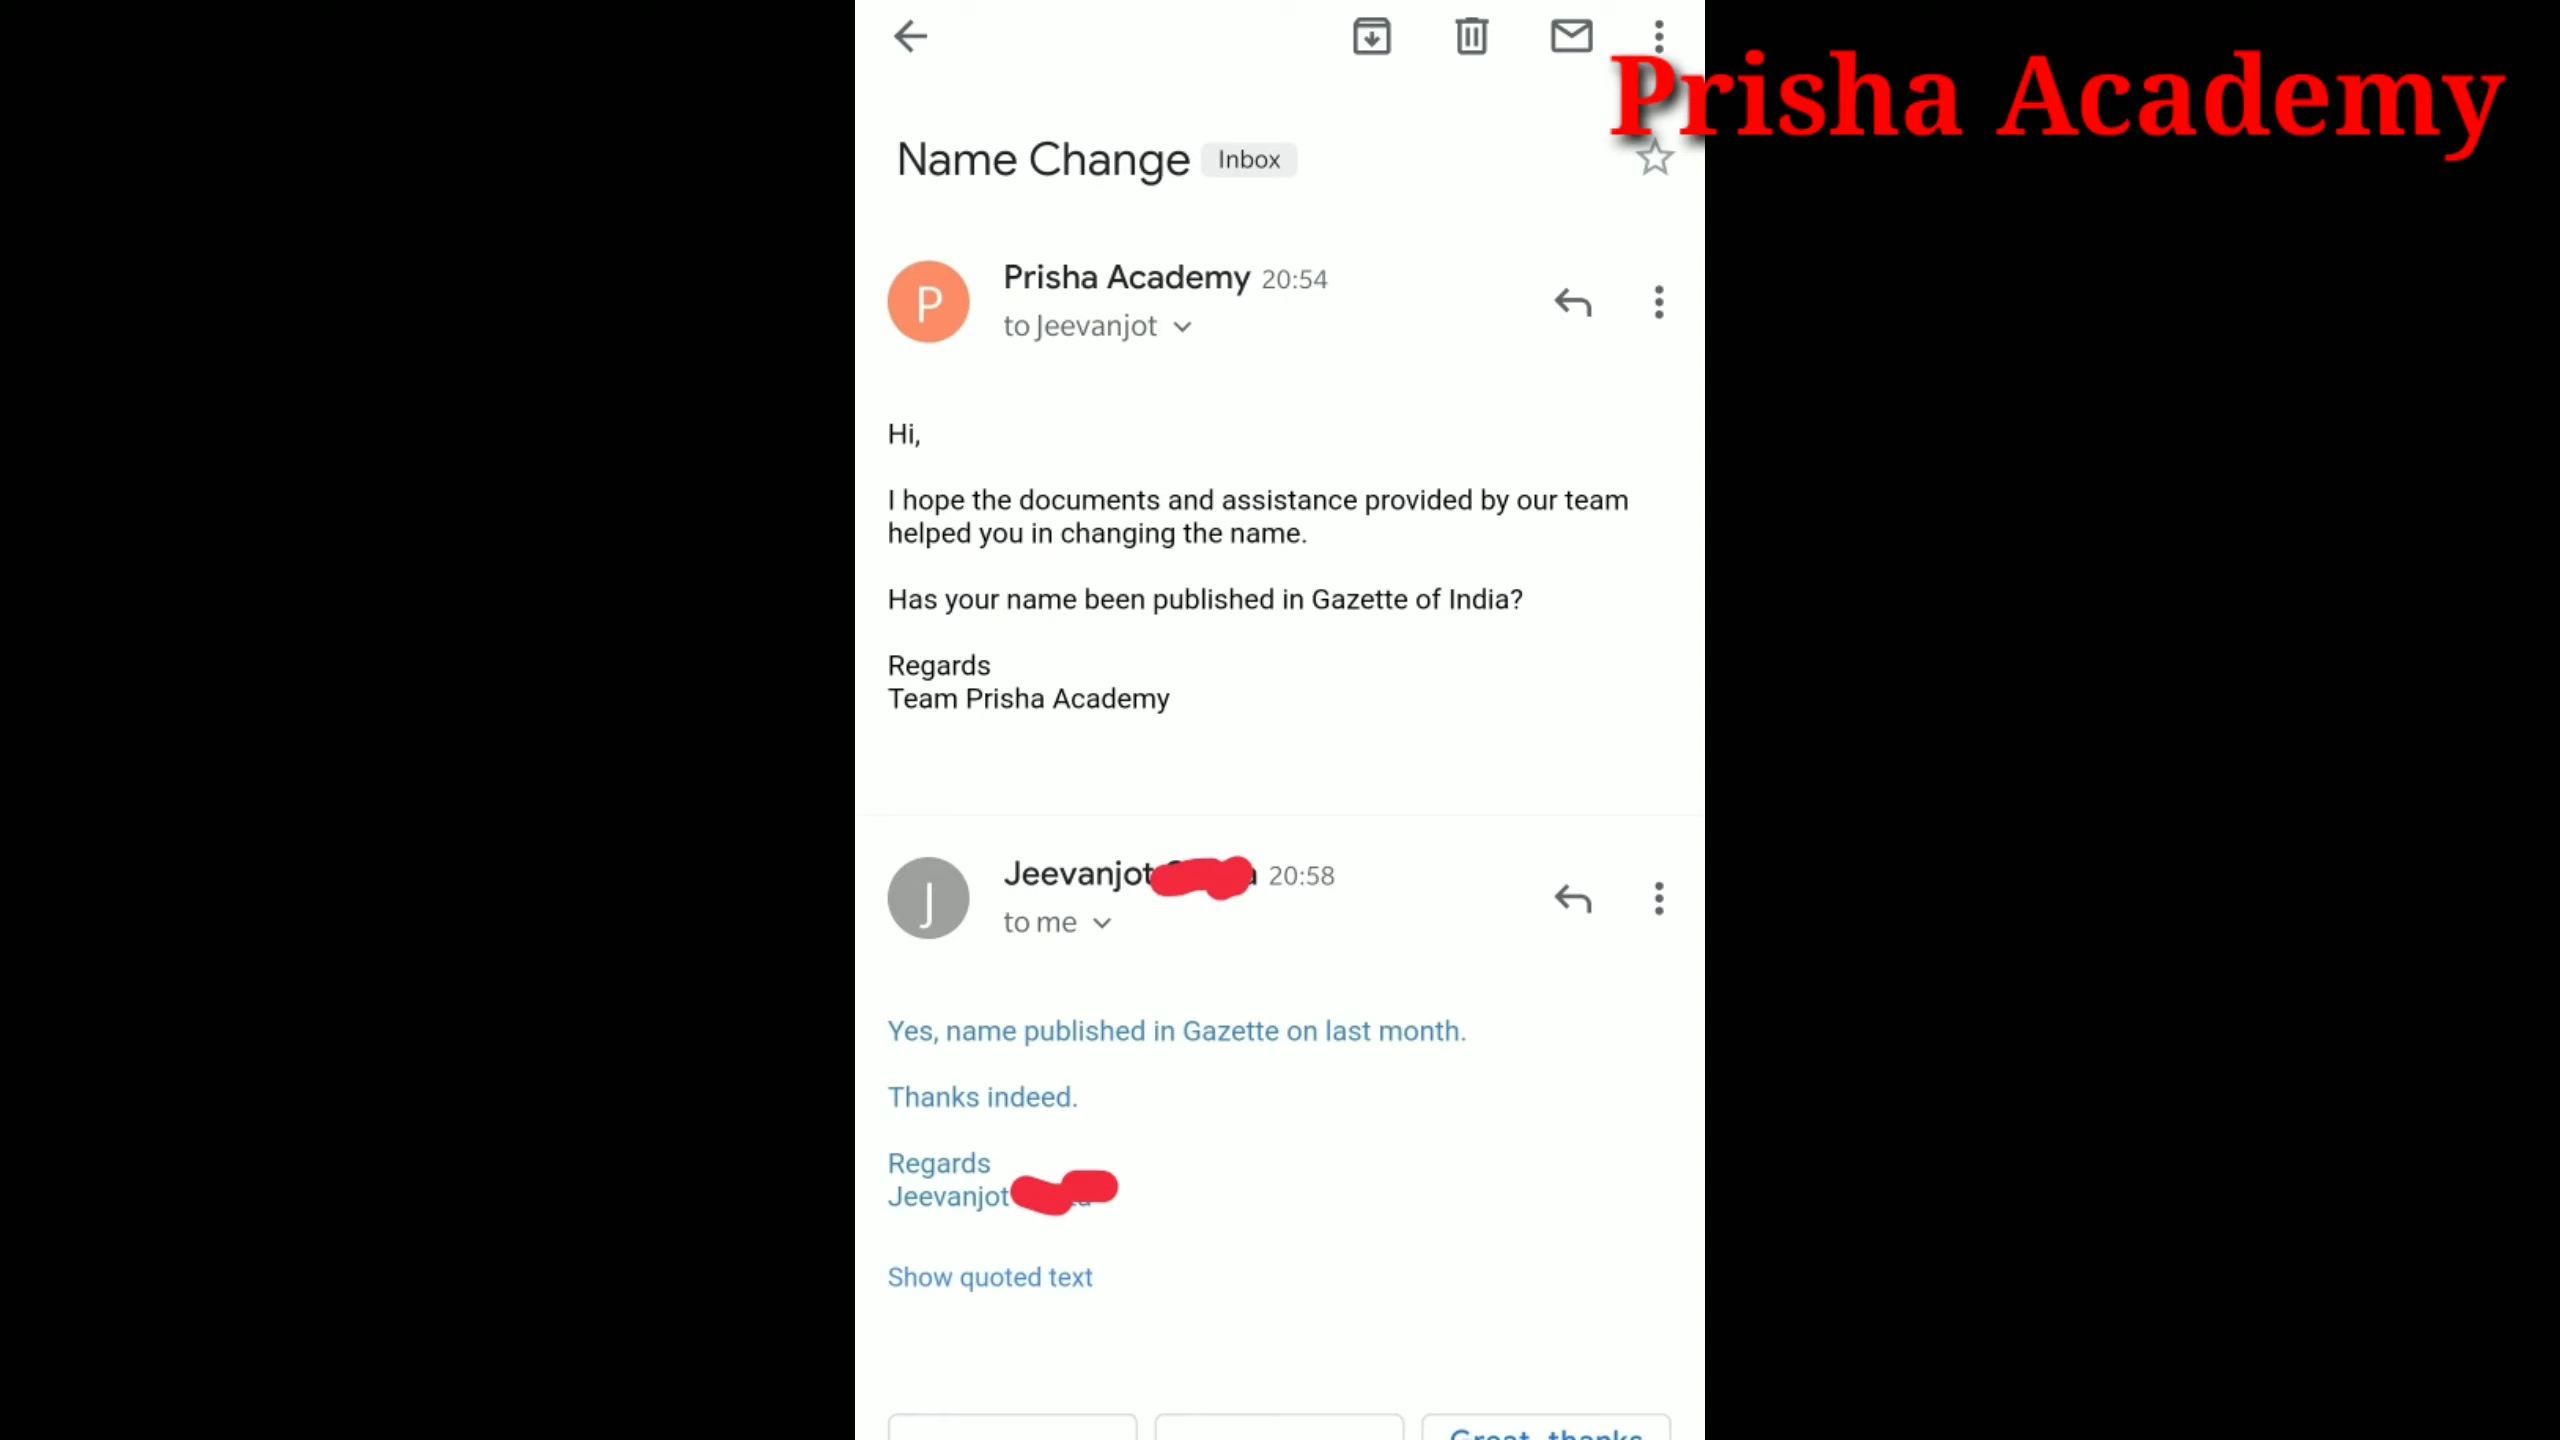 Prisha Academy
Name Change Inbox
P
Prisha Academy 20:54
to Jeevanjot
Hi,
I hope the documents and assistance provided by our team
helped you in changing the name.
Has your name been published in Gazette of India?
Regards
Team Prisha Academy
J
Jeevanjot 20:58
to me
Yes, name published in Gazette on last month.
Thanks indeed.
Regards
Jeevanjot
Show quoted text
Great, thanks